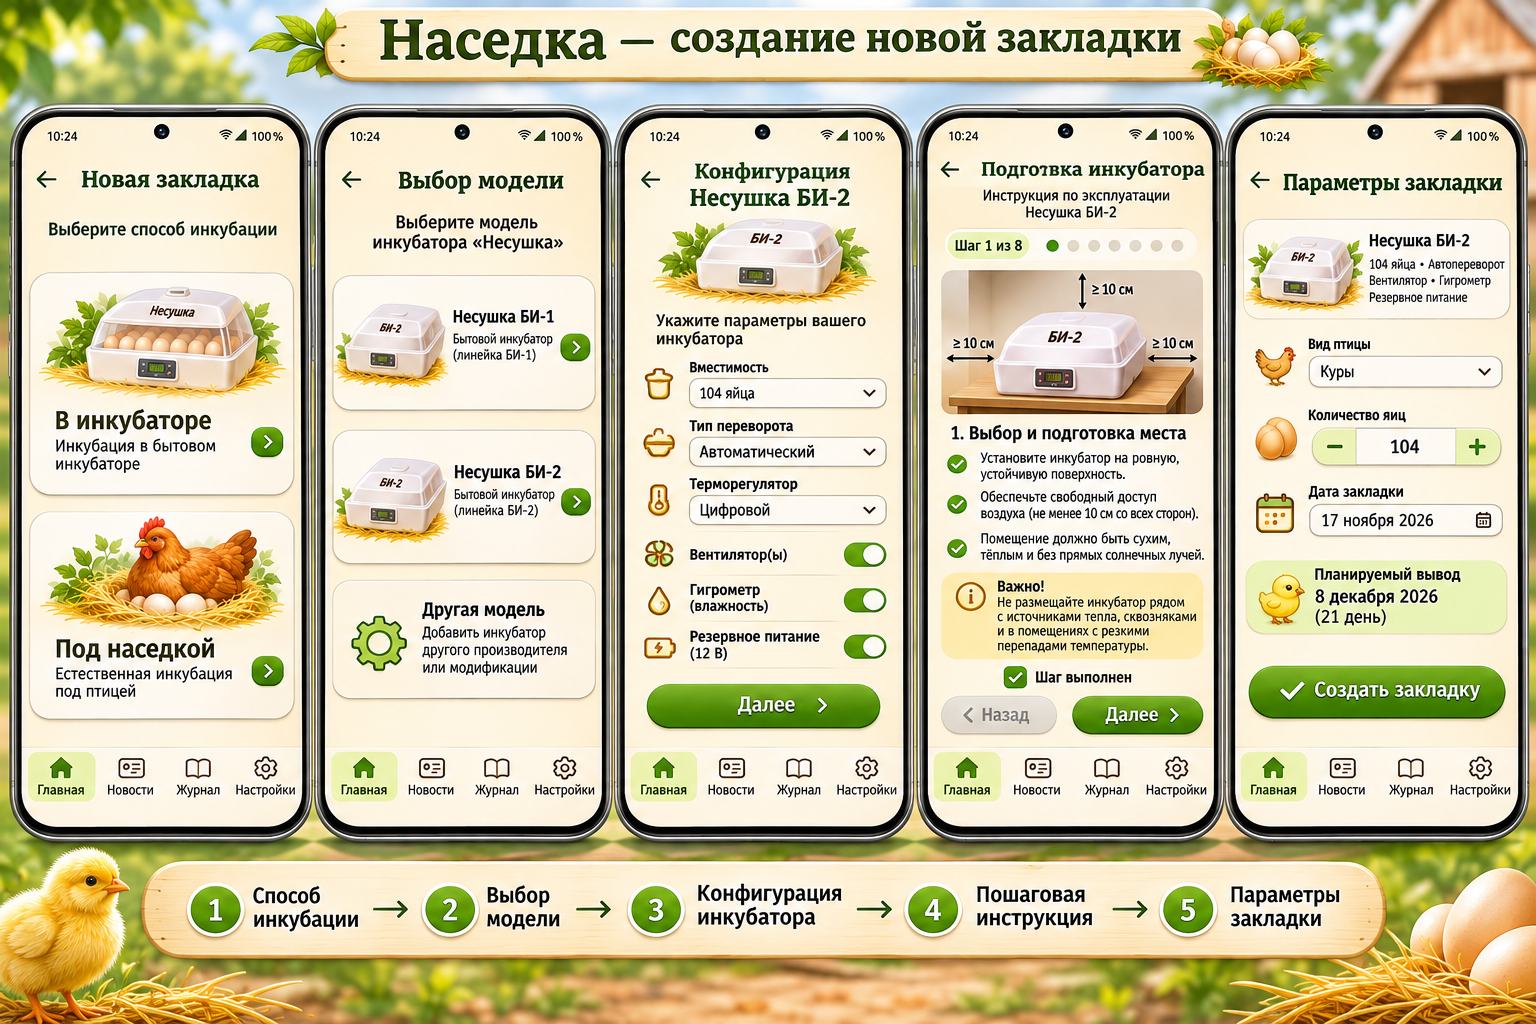 Наседка — создание новой закладки
10:24
100%
Новая закладка
Выберите способ инкубации
Несушка
В инкубаторе
Инкубация в бытовом
инкубаторе
Под наседкой
Естественная инкубация
под птицей
Главная
Новости
Журнал
Настройки
10:24
100%
Выбор модели
Выберите модель
инкубатора «Несушка»
БИ-2
Несушка БИ-1
Бытовой инкубатор
(линейка БИ-1)
БИ-2
Несушка БИ-2
Бытовой инкубатор
(линейка БИ-2)
Другая модель
Добавить инкубатор
другого производителя
или модификации
Главная
Новости
Журнал
Настройки
10:24
100%
Конфигурация
Несушка БИ-2
БИ-2
Укажите параметры вашего
инкубатора
Вместимость
104 яйца
Тип переворота
Автоматический
Терморегулятор
Цифровой
Вентилятор(ы)
Гигрометр
(влажность)
Резервное питание
(12 В)
Далее
Главная
Новости
Журнал
Настройки
10:24
100%
Подготвка инкубатора
Инструкция по эксплуатации
Несушка БИ-2
Шаг 1 из 8
≥ 10 см
≥ 10 см
≥ 10 см
БИ-2
1. Выбор и подготовка места
Установите инкубатор на ровную,
устойчивую поверхность.
Обеспечьте свободный доступ
воздуха (не менее 10 см со всех сторон).
Помещение должно быть сухим,
тёплым и без прямых солнечных лучей.
Важно!
Не размещайте инкубатор рядом
с источниками тепла, сквозняками
и в помещениях с резкими
перепадами температуры.
Шаг выполнен
Назад
Далее
Главная
Новости
Журнал
Настройки
10:24
100%
Параметры закладки
БИ-2
Несушка БИ-2
104 яйца • Автопереворот
Вентилятор • Гигрометр
Резервное питание
Вид птицы
Куры
Количество яиц
− 104 +
Дата закладки
17 ноября 2026
Планируемый вывод
8 декабря 2026
(21 день)
Создать закладку
Главная
Новости
Журнал
Настройки
1 Способ
инкубации
2 Выбор
модели
3 Конфигурация
инкубатора
4 Пошаговая
инструкция
5 Параметры
закладки